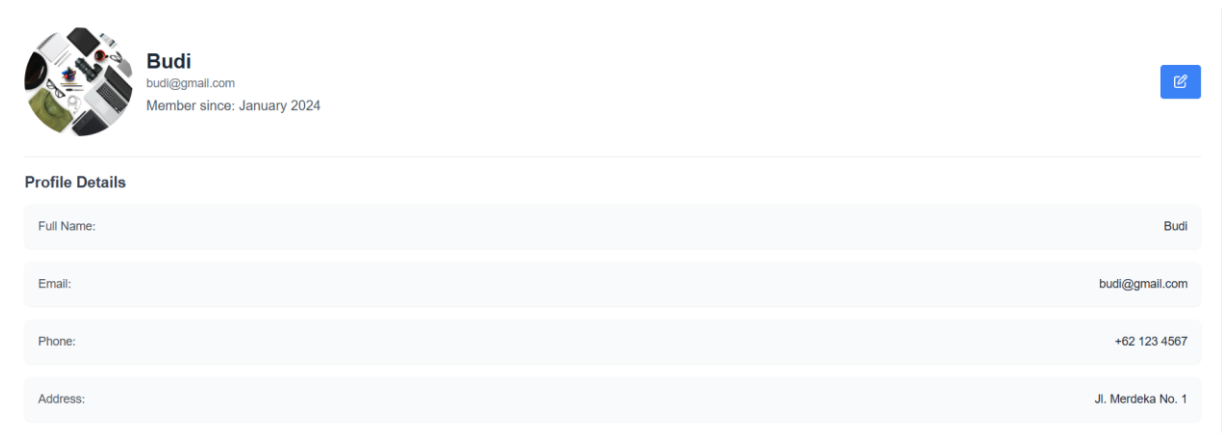 Budi
budi@gmail.com
Member since: January 2024
Profile Details
Full Name: Budi
Email: budi@gmail.com
Phone: +62 123 4567
Address: Jl. Merdeka No. 1